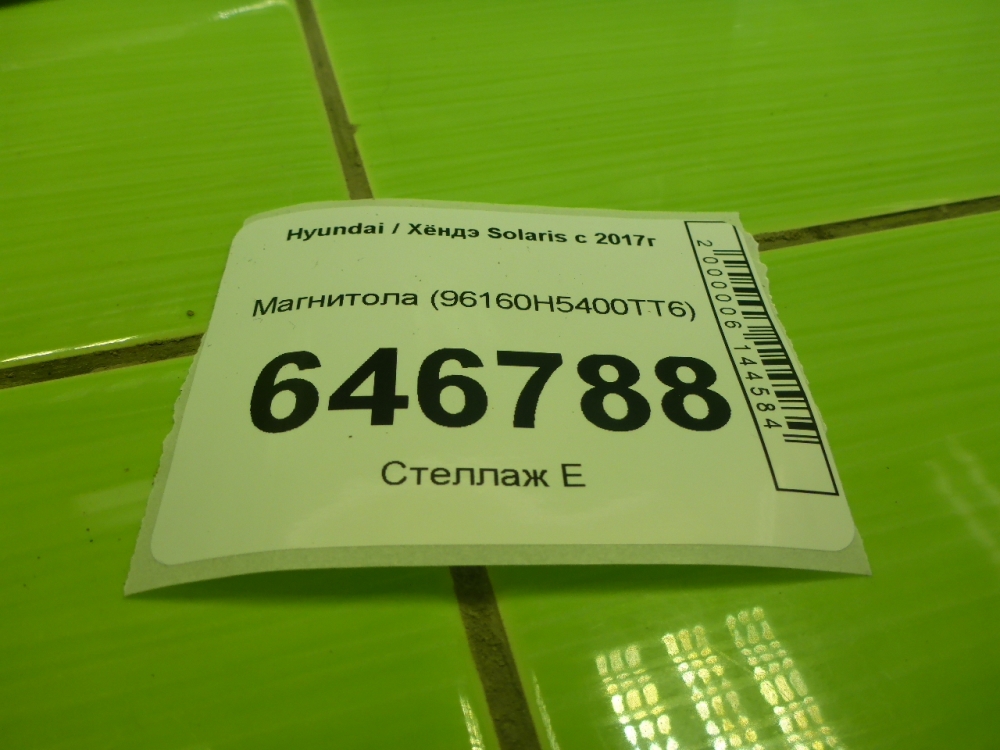 Hyundai / Хёндэ Solaris с 2017г
Магнитола (96160H5400TT6)
646788
Стеллаж Е
2000006144584